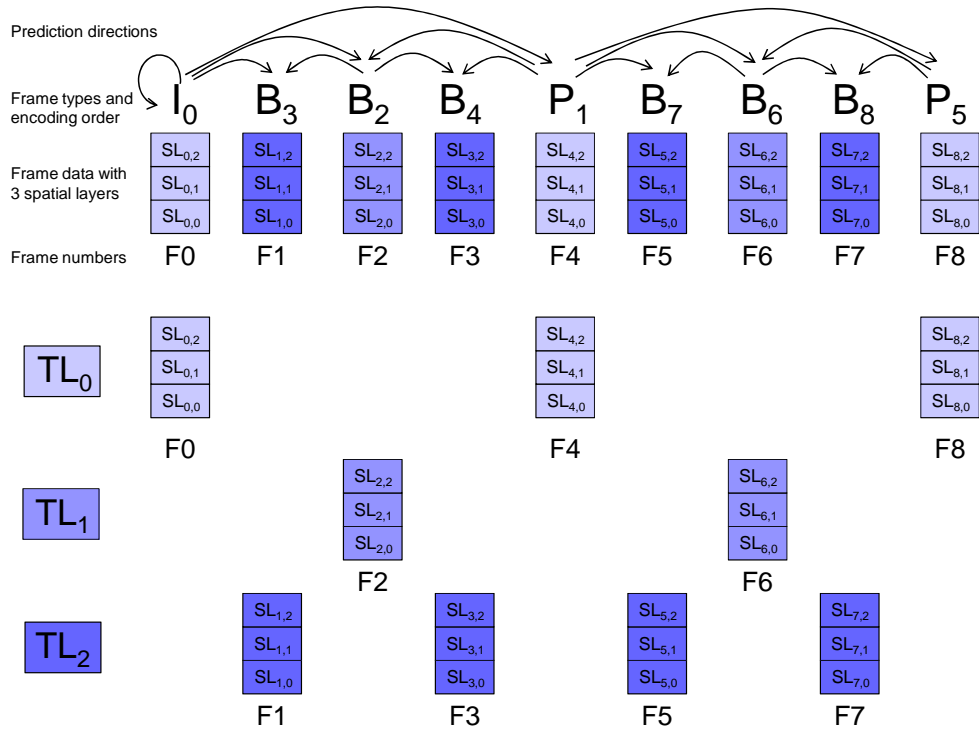 Prediction directions
Frame types and
encoding order
I0 B3 B2 B4 P1 B7 B6 B8 P5
Frame data with
3 spatial layers
SL0,2 SL1,2 SL2,2 SL3,2 SL4,2 SL5,2 SL6,2 SL7,2 SL8,2
SL0,1 SL1,1 SL2,1 SL3,1 SL4,1 SL5,1 SL6,1 SL7,1 SL8,1
SL0,0 SL1,0 SL2,0 SL3,0 SL4,0 SL5,0 SL6,0 SL7,0 SL8,0
Frame numbers
F0 F1 F2 F3 F4 F5 F6 F7 F8
TL0
SL0,2 SL4,2 SL8,2
SL0,1 SL4,1 SL8,1
SL0,0 SL4,0 SL8,0
F0 F4 F8
TL1
SL2,2 SL6,2
SL2,1 SL6,1
SL2,0 SL6,0
F2 F6
TL2
SL1,2 SL3,2 SL5,2 SL7,2
SL1,1 SL3,1 SL5,1 SL7,1
SL1,0 SL3,0 SL5,0 SL7,0
F1 F3 F5 F7